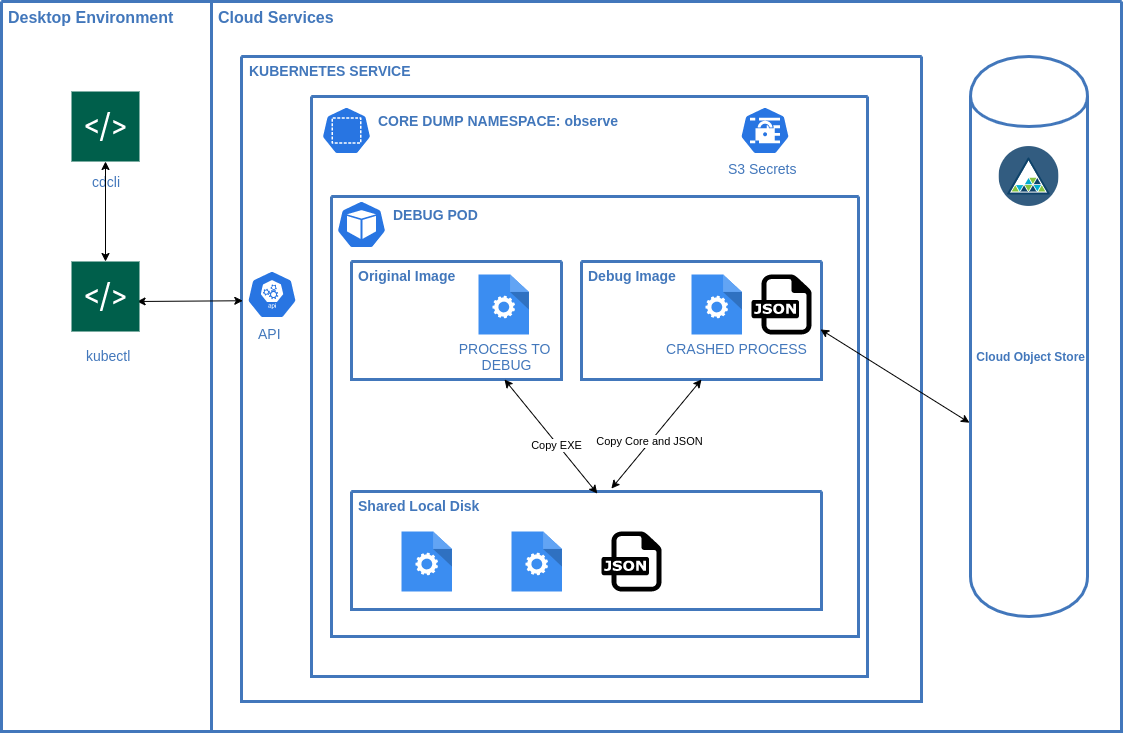 Desktop Environment
Cloud Services
KUBERNETES SERVICE
CORE DUMP NAMESPACE: observe
S3 Secrets
</>
cdcli
</>
kubectl
api
API
DEBUG POD
Original Image
PROCESS TO
DEBUG
Debug Image
JSON
CRASHED PROCESS
Cloud Object Store
Copy EXE
Copy Core and JSON
Shared Local Disk
JSON